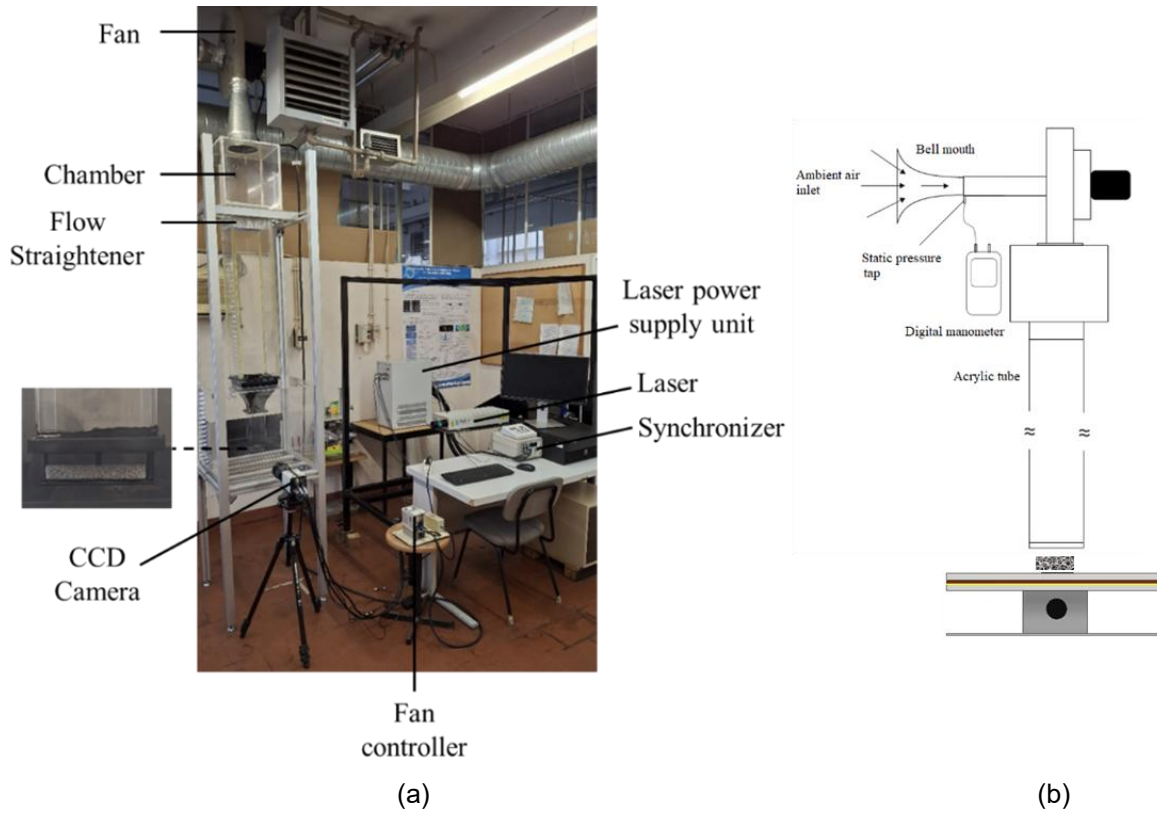 Fan
Chamber
Flow
Straightener
CCD
Camera
Laser power
supply unit
Laser
Synchronizer
Fan
controller
(a)
Bell mouth
Ambient air
inlet
Static pressure
tap
Digital manometer
Acrylic tube
≈ ≈
(b)